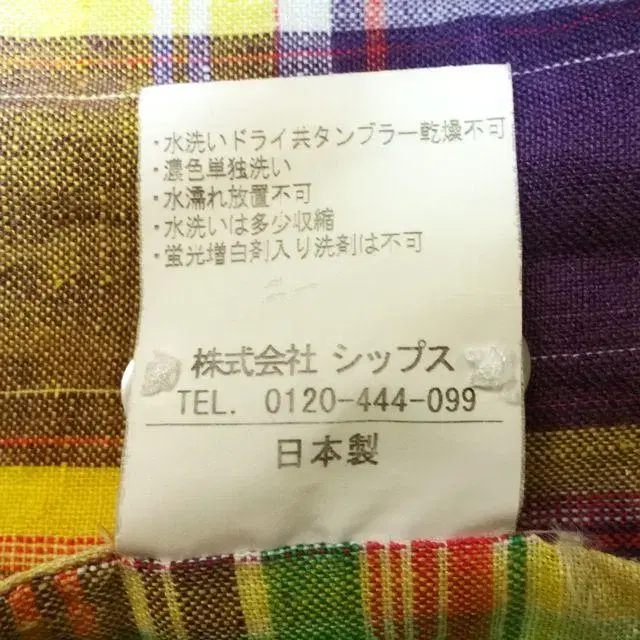 ・水洗いドライ共タンブラー乾燥不可
・濃色単独洗い
・水濡れ放置不可
・水洗いは多少収縮
・蛍光増白剤入り洗剤は不可
株式会社 シップス
TEL. 0120-444-099
日本製